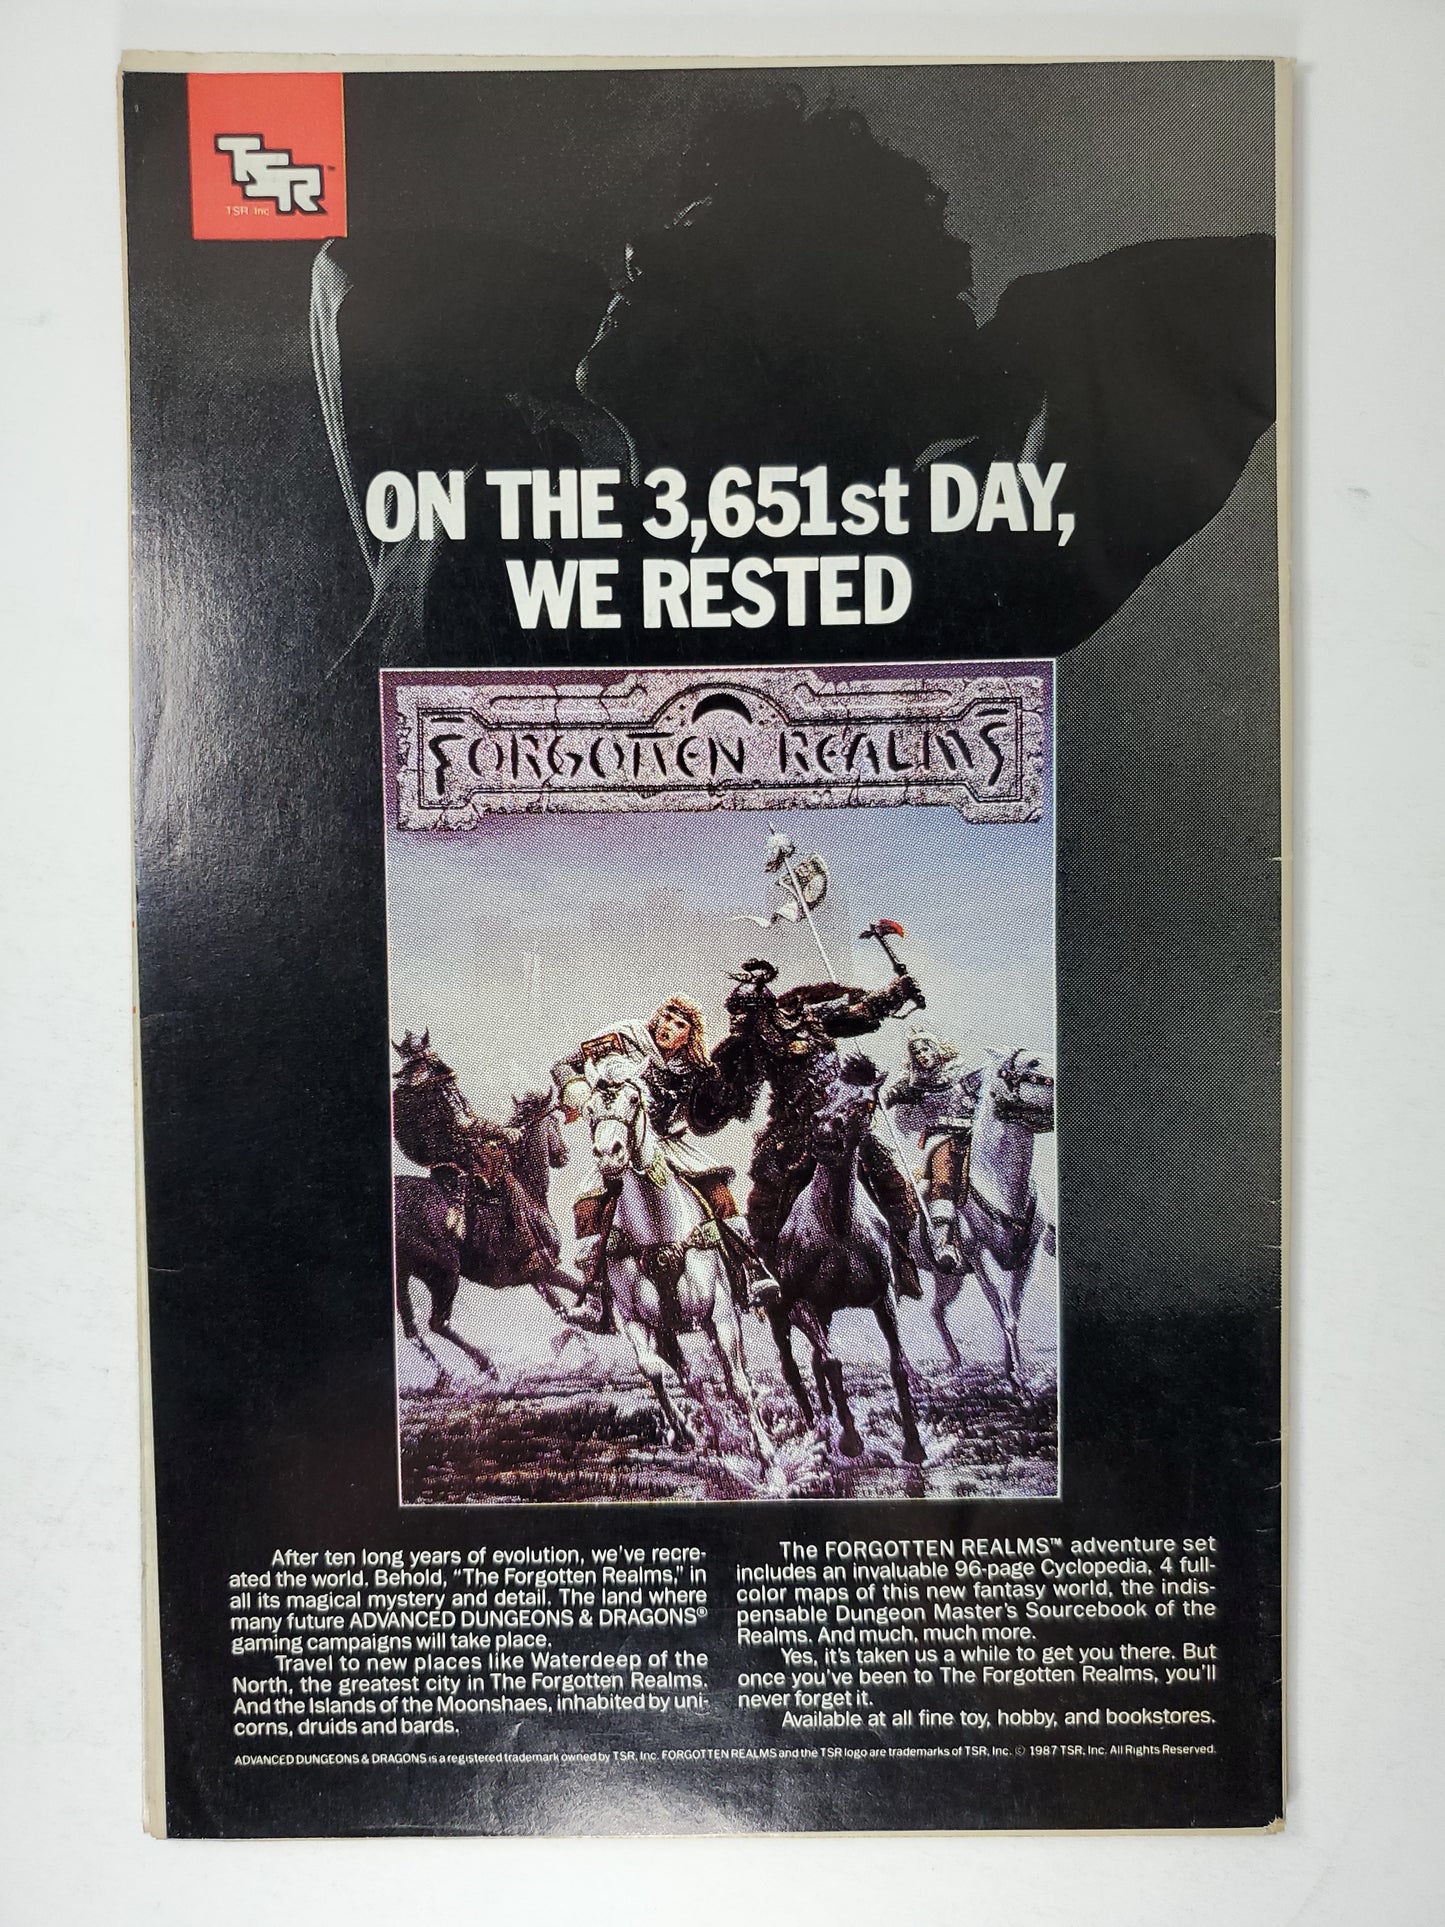 TSR™
TSR, Inc.
ON THE 3,651st DAY,
WE RESTED
FORGOTTEN REALMS
After ten long years of evolution, we've recre-
ated the world. Behold, "The Forgotten Realms," in
all its magical mystery and detail. The land where
many future ADVANCED DUNGEONS & DRAGONS®
gaming campaigns will take place.
Travel to new places like Waterdeep of the
North, the greatest city in The Forgotten Realms.
And the Islands of the Moonshaes, inhabited by uni-
corns, druids and bards.
The FORGOTTEN REALMS™ adventure set
includes an invaluable 96-page Cyclopedia, 4 full-
color maps of this new fantasy world, the indis-
pensable Dungeon Master's Sourcebook of the
Realms. And much, much more.
Yes, it's taken us a while to get you there. But
once you've been to The Forgotten Realms, you'll
never forget it.
Available at all fine toy, hobby, and bookstores.
ADVANCED DUNGEONS & DRAGONS is a registered trademark owned by TSR, Inc. FORGOTTEN REALMS and the TSR logo are trademarks of TSR, Inc. © 1987 TSR, Inc. All Rights Reserved.